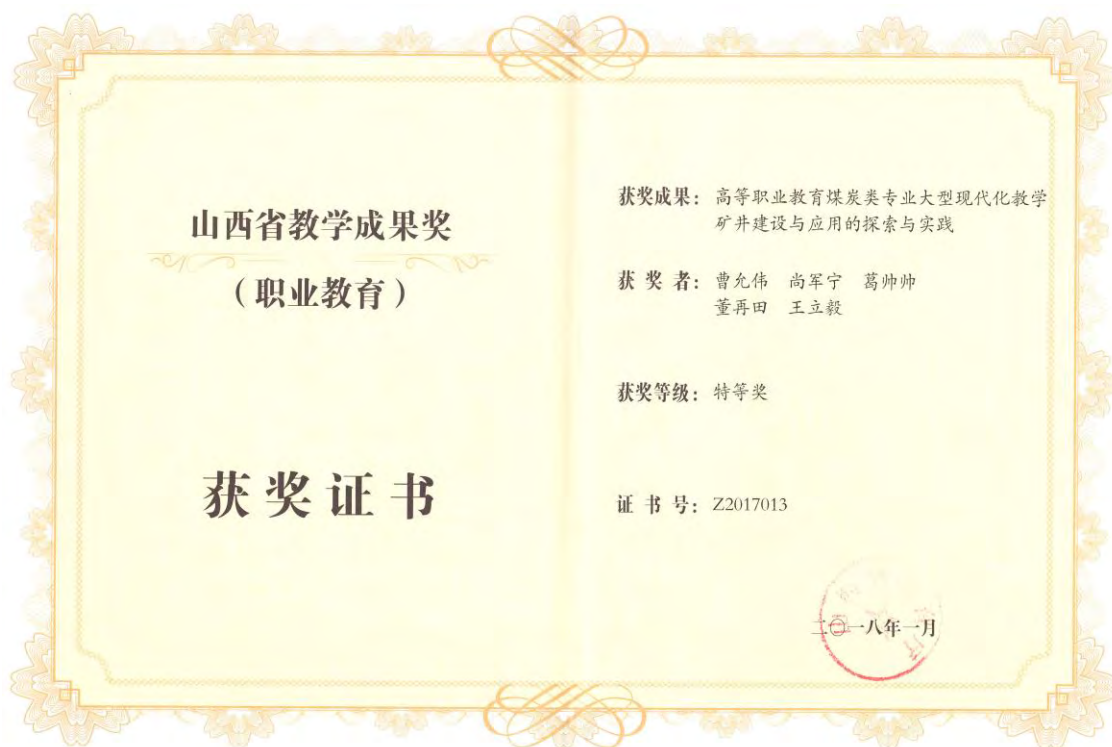 山西省教学成果奖
（职业教育）
获奖证书
获奖成果：高等职业教育煤炭类专业大型现代化教学
矿井建设与应用的探索与实践
获奖者：曹允伟 尚军宁 葛帅帅
董再田 王立毅
获奖等级：特等奖
证书号：Z2017013
二〇一八年一月